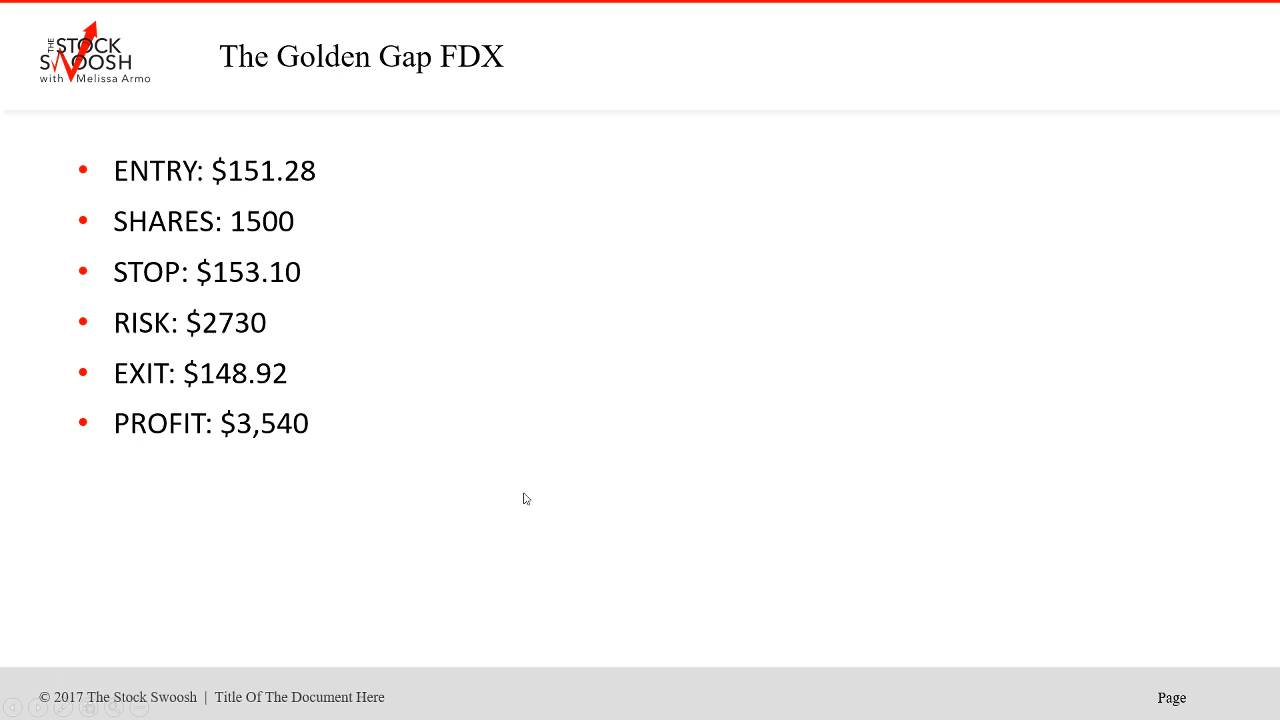 THE
STOCK
SWOOSH
with Melissa Armo
The Golden Gap FDX
• ENTRY: $151.28
• SHARES: 1500
• STOP: $153.10
• RISK: $2730
• EXIT: $148.92
• PROFIT: $3,540
© 2017 The Stock Swoosh | Title Of The Document Here
Page